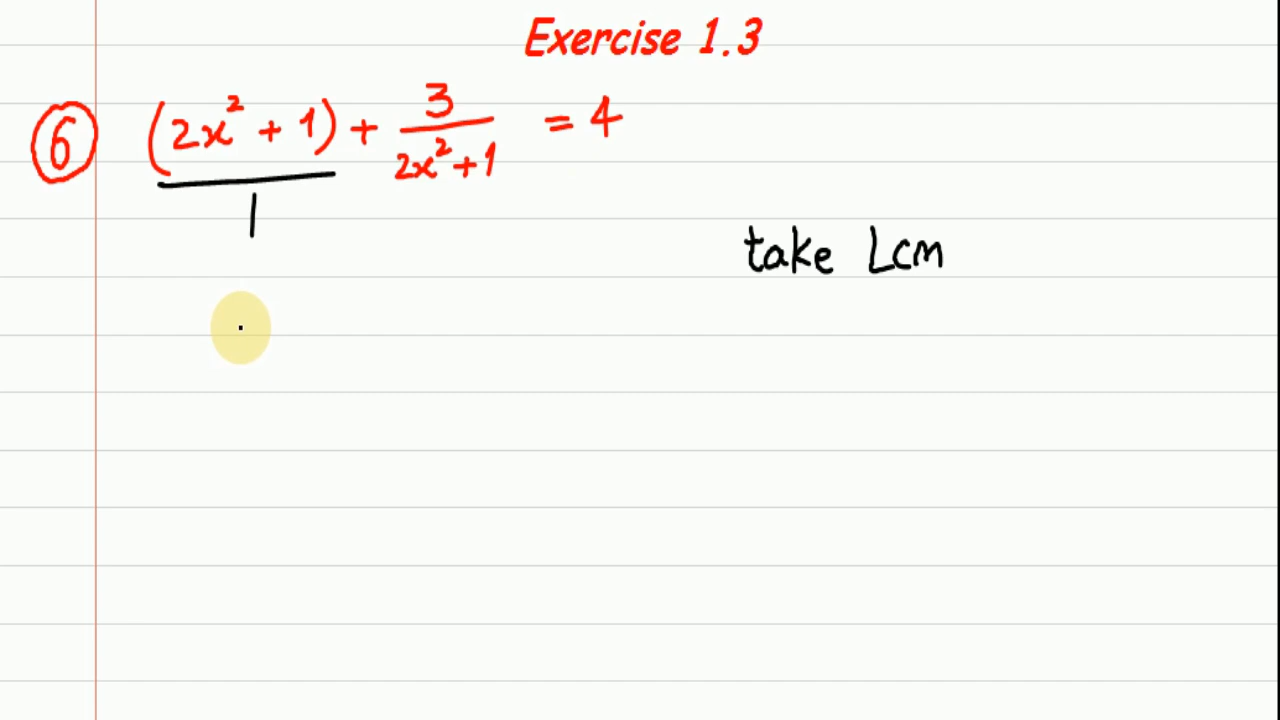 Exercise 1.3
⑥ (2x² + 1)/1 + 3/(2x²+1) = 4
take Lcm